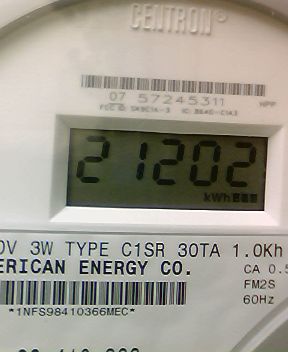 CENTRON®
07 57245311
21202
kWh
0V 3W TYPE C1SR 30TA 1.0Kh
ERICAN ENERGY CO.
CA 0.5
FM2S
60Hz
*1NFS98410366MEC*